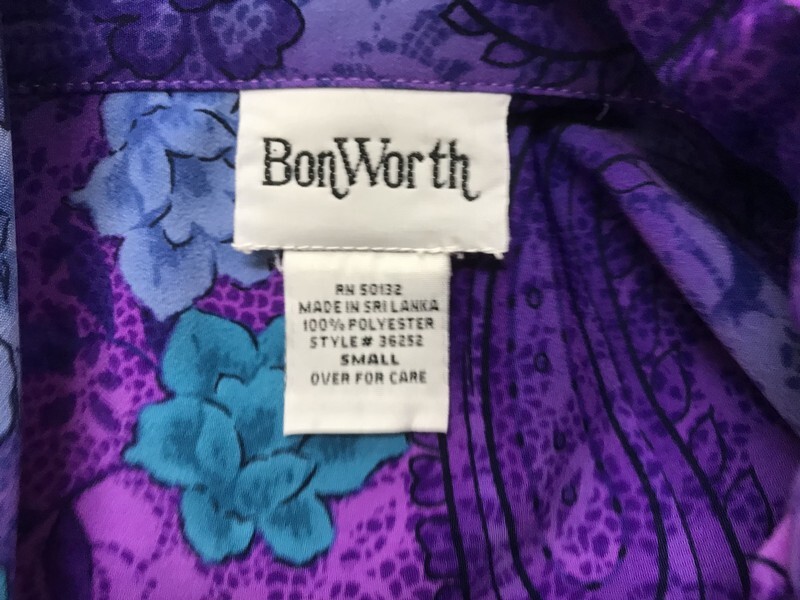 BonWorth
RN 50132
MADE IN SRI LANKA
100% POLYESTER
STYLE# 36252
SMALL
OVER FOR CARE